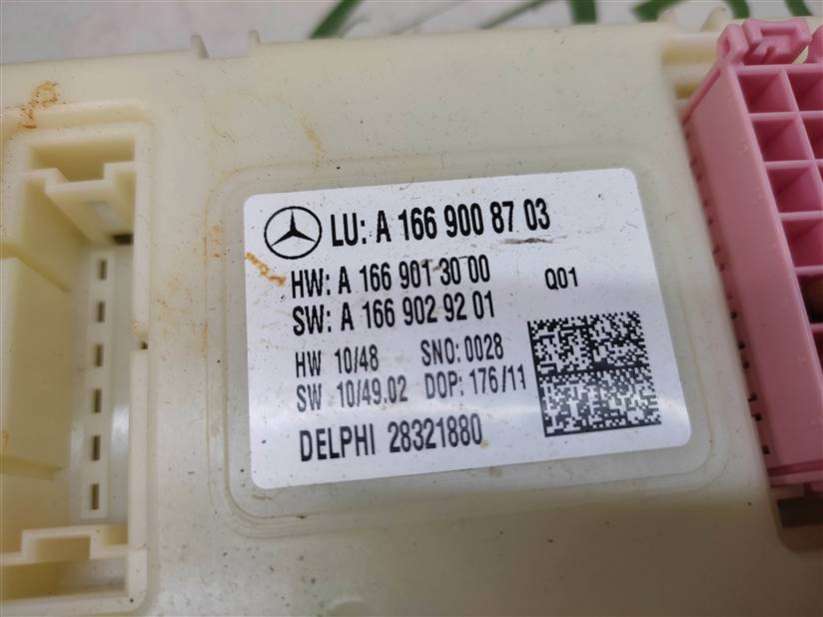 LU: A 166 900 87 03
HW: A 166 901 30 00 Q01
SW: A 166 902 92 01
HW 10/48 SNO: 0028
SW 10/49.02 DOP: 176/11
DELPHI 28321880